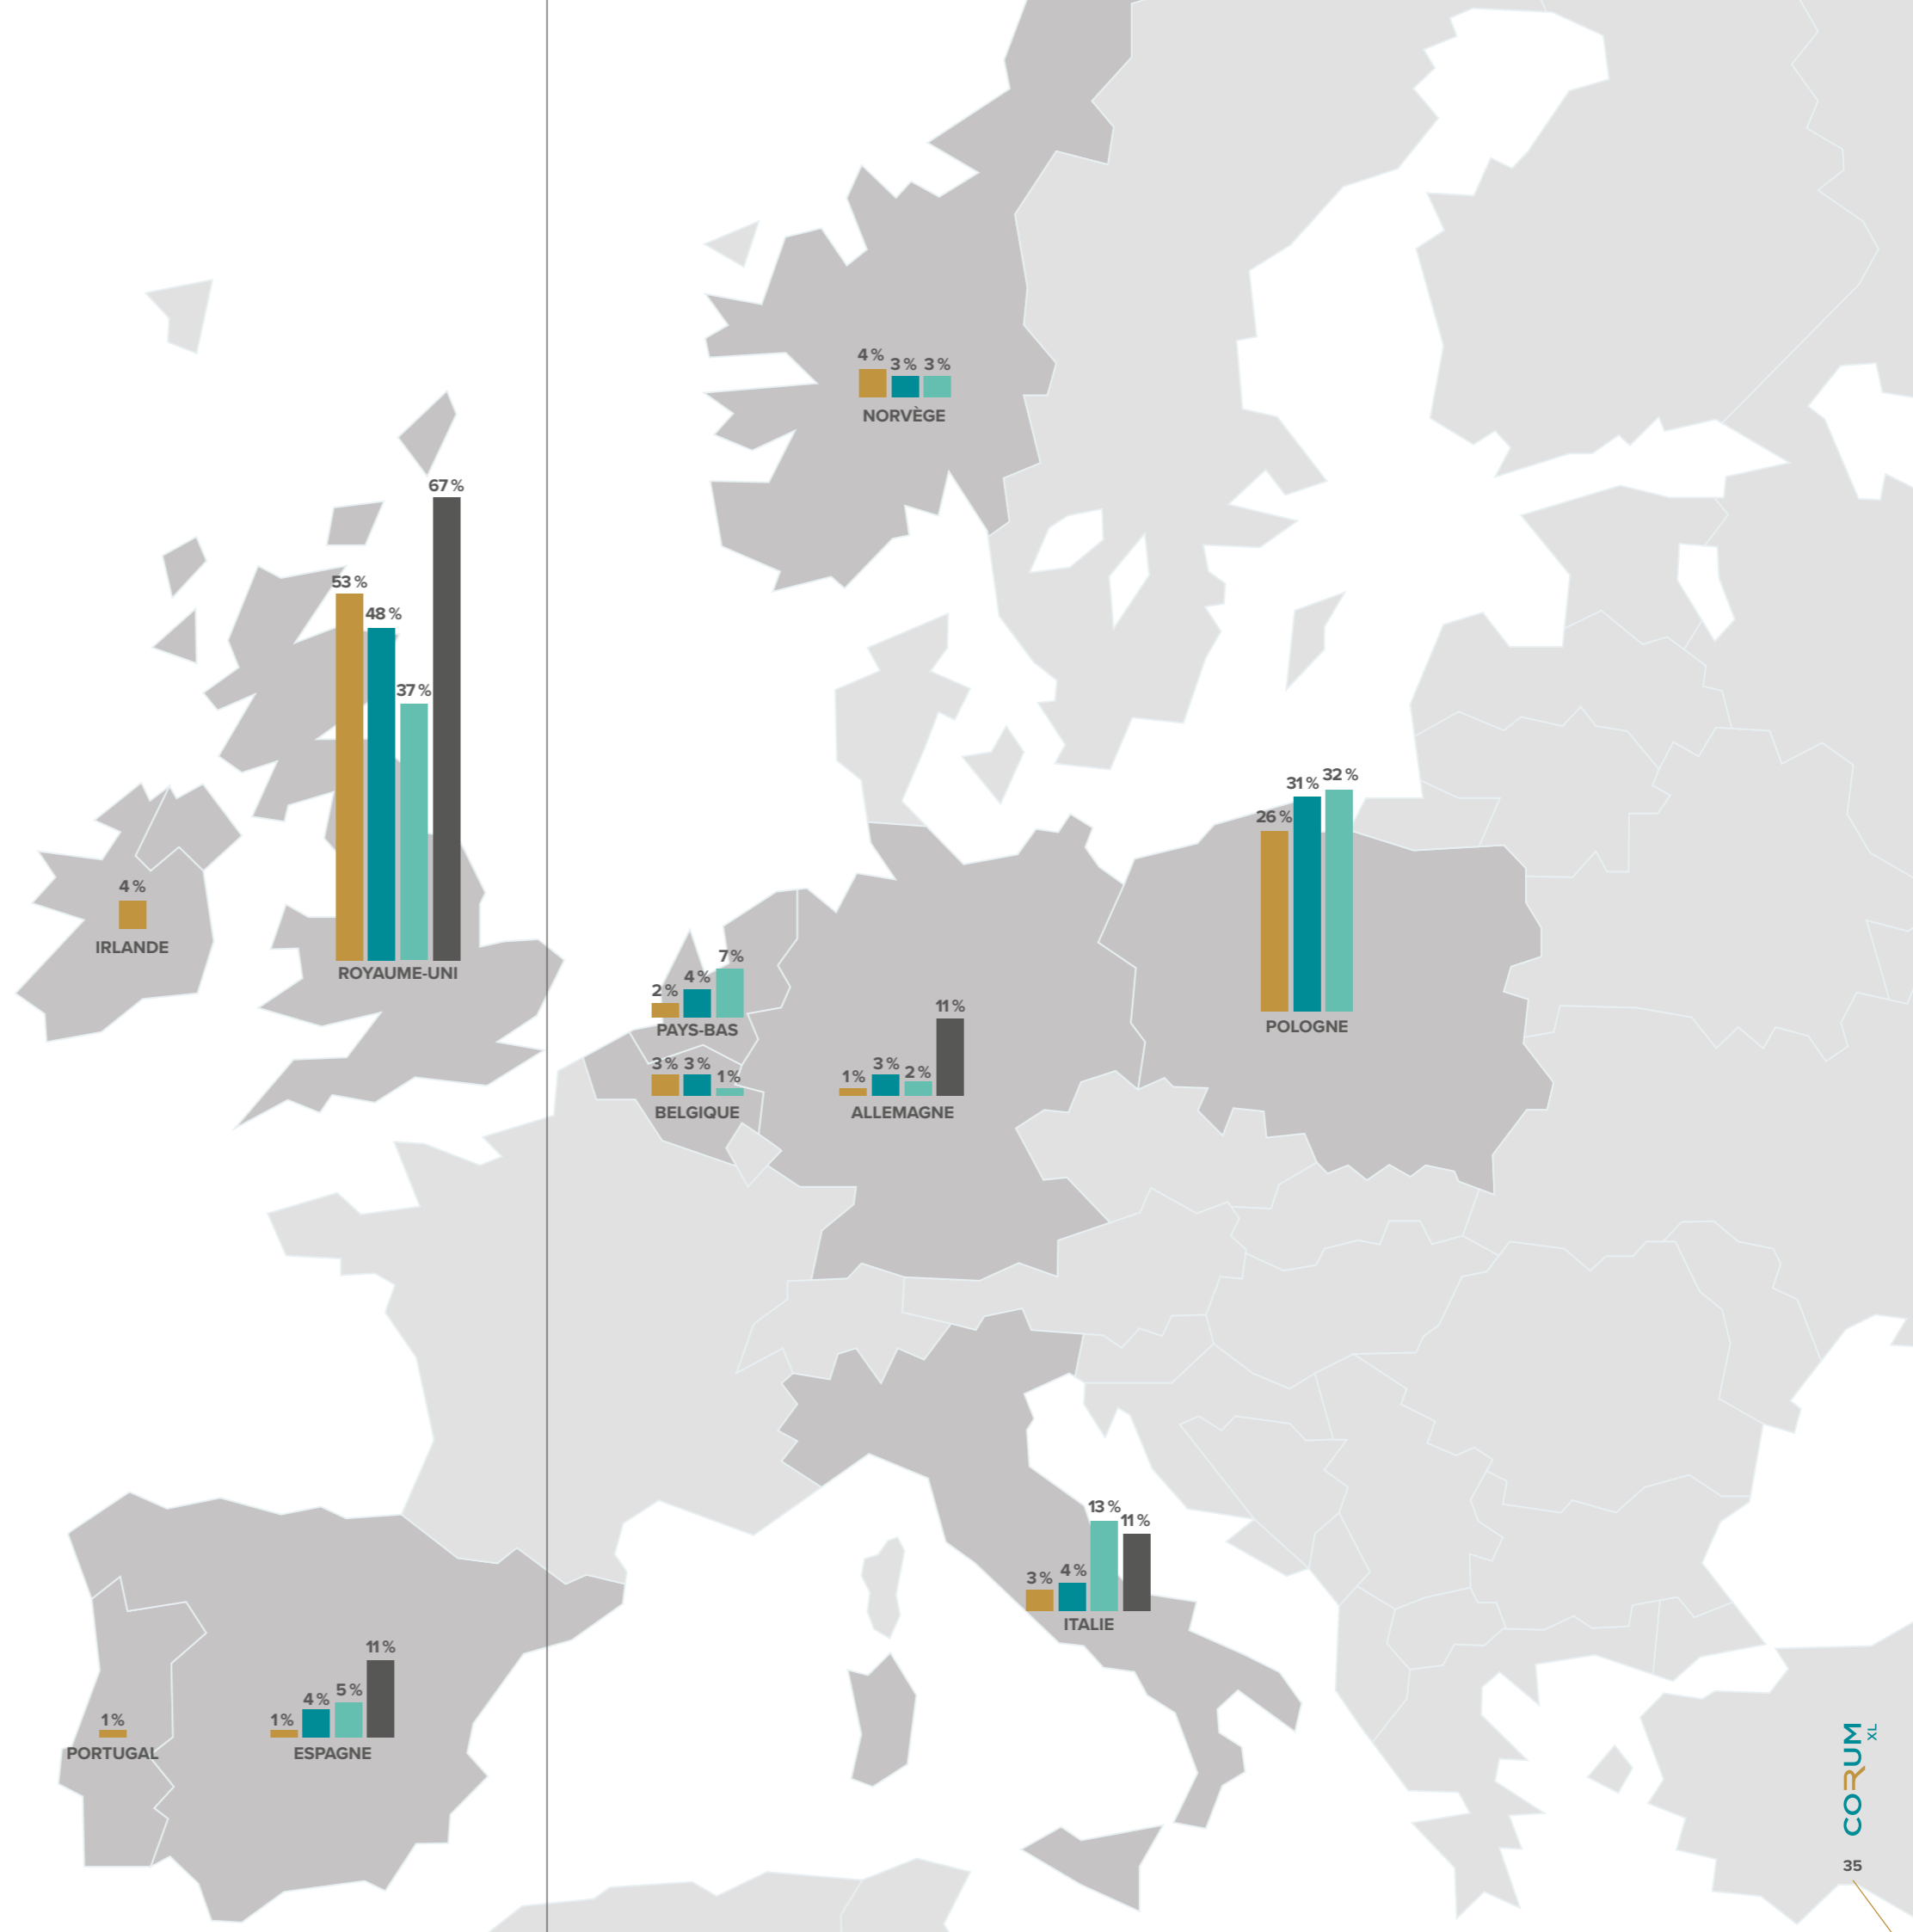 4 % 3 % 3 %
NORVÈGE
67 %
53 %
48 %
37 %
ROYAUME-UNI
4 %
IRLANDE
26 % 31 % 32 %
POLOGNE
2 % 4 % 7 %
PAYS-BAS
3 % 3 % 1 %
BELGIQUE
1 % 3 % 2 % 11 %
ALLEMAGNE
3 % 4 % 13 % 11 %
ITALIE
1 %
PORTUGAL
1 % 4 % 5 % 11 %
ESPAGNE
CORUM
XL
35